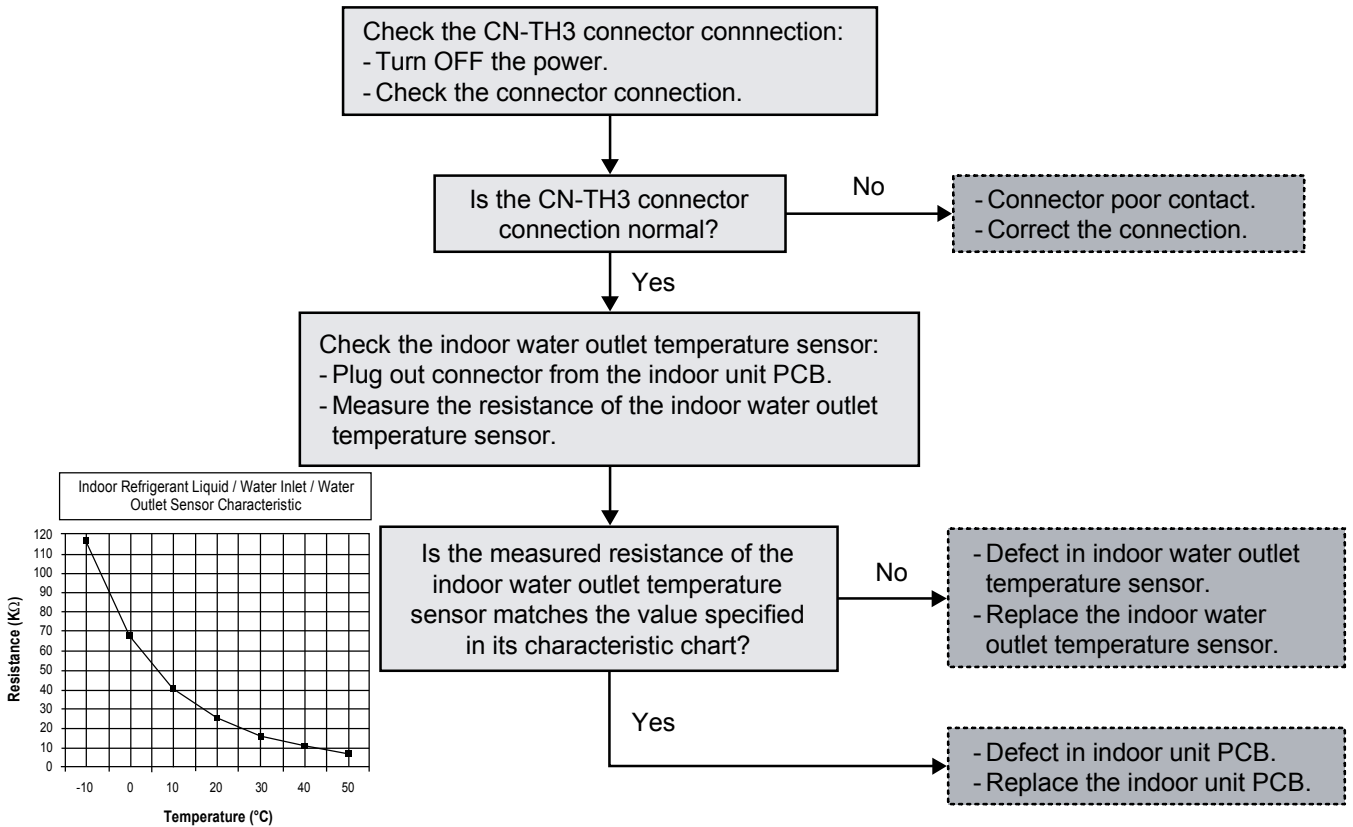 Check the CN-TH3 connector connnection:
- Turn OFF the power.
- Check the connector connection.
Is the CN-TH3 connector
connection normal?
No
- Connector poor contact.
- Correct the connection.
Yes
Check the indoor water outlet temperature sensor:
- Plug out connector from the indoor unit PCB.
- Measure the resistance of the indoor water outlet
temperature sensor.
Indoor Refrigerant Liquid / Water Inlet / Water
Outlet Sensor Characteristic
120
110
100
90
80
70
60
50
40
30
20
10
0
Resistance (KΩ)
-10 0 10 20 30 40 50
Temperature (°C)
Is the measured resistance of the
indoor water outlet temperature
sensor matches the value specified
in its characteristic chart?
No
- Defect in indoor water outlet
temperature sensor.
- Replace the indoor water
outlet temperature sensor.
Yes
- Defect in indoor unit PCB.
- Replace the indoor unit PCB.